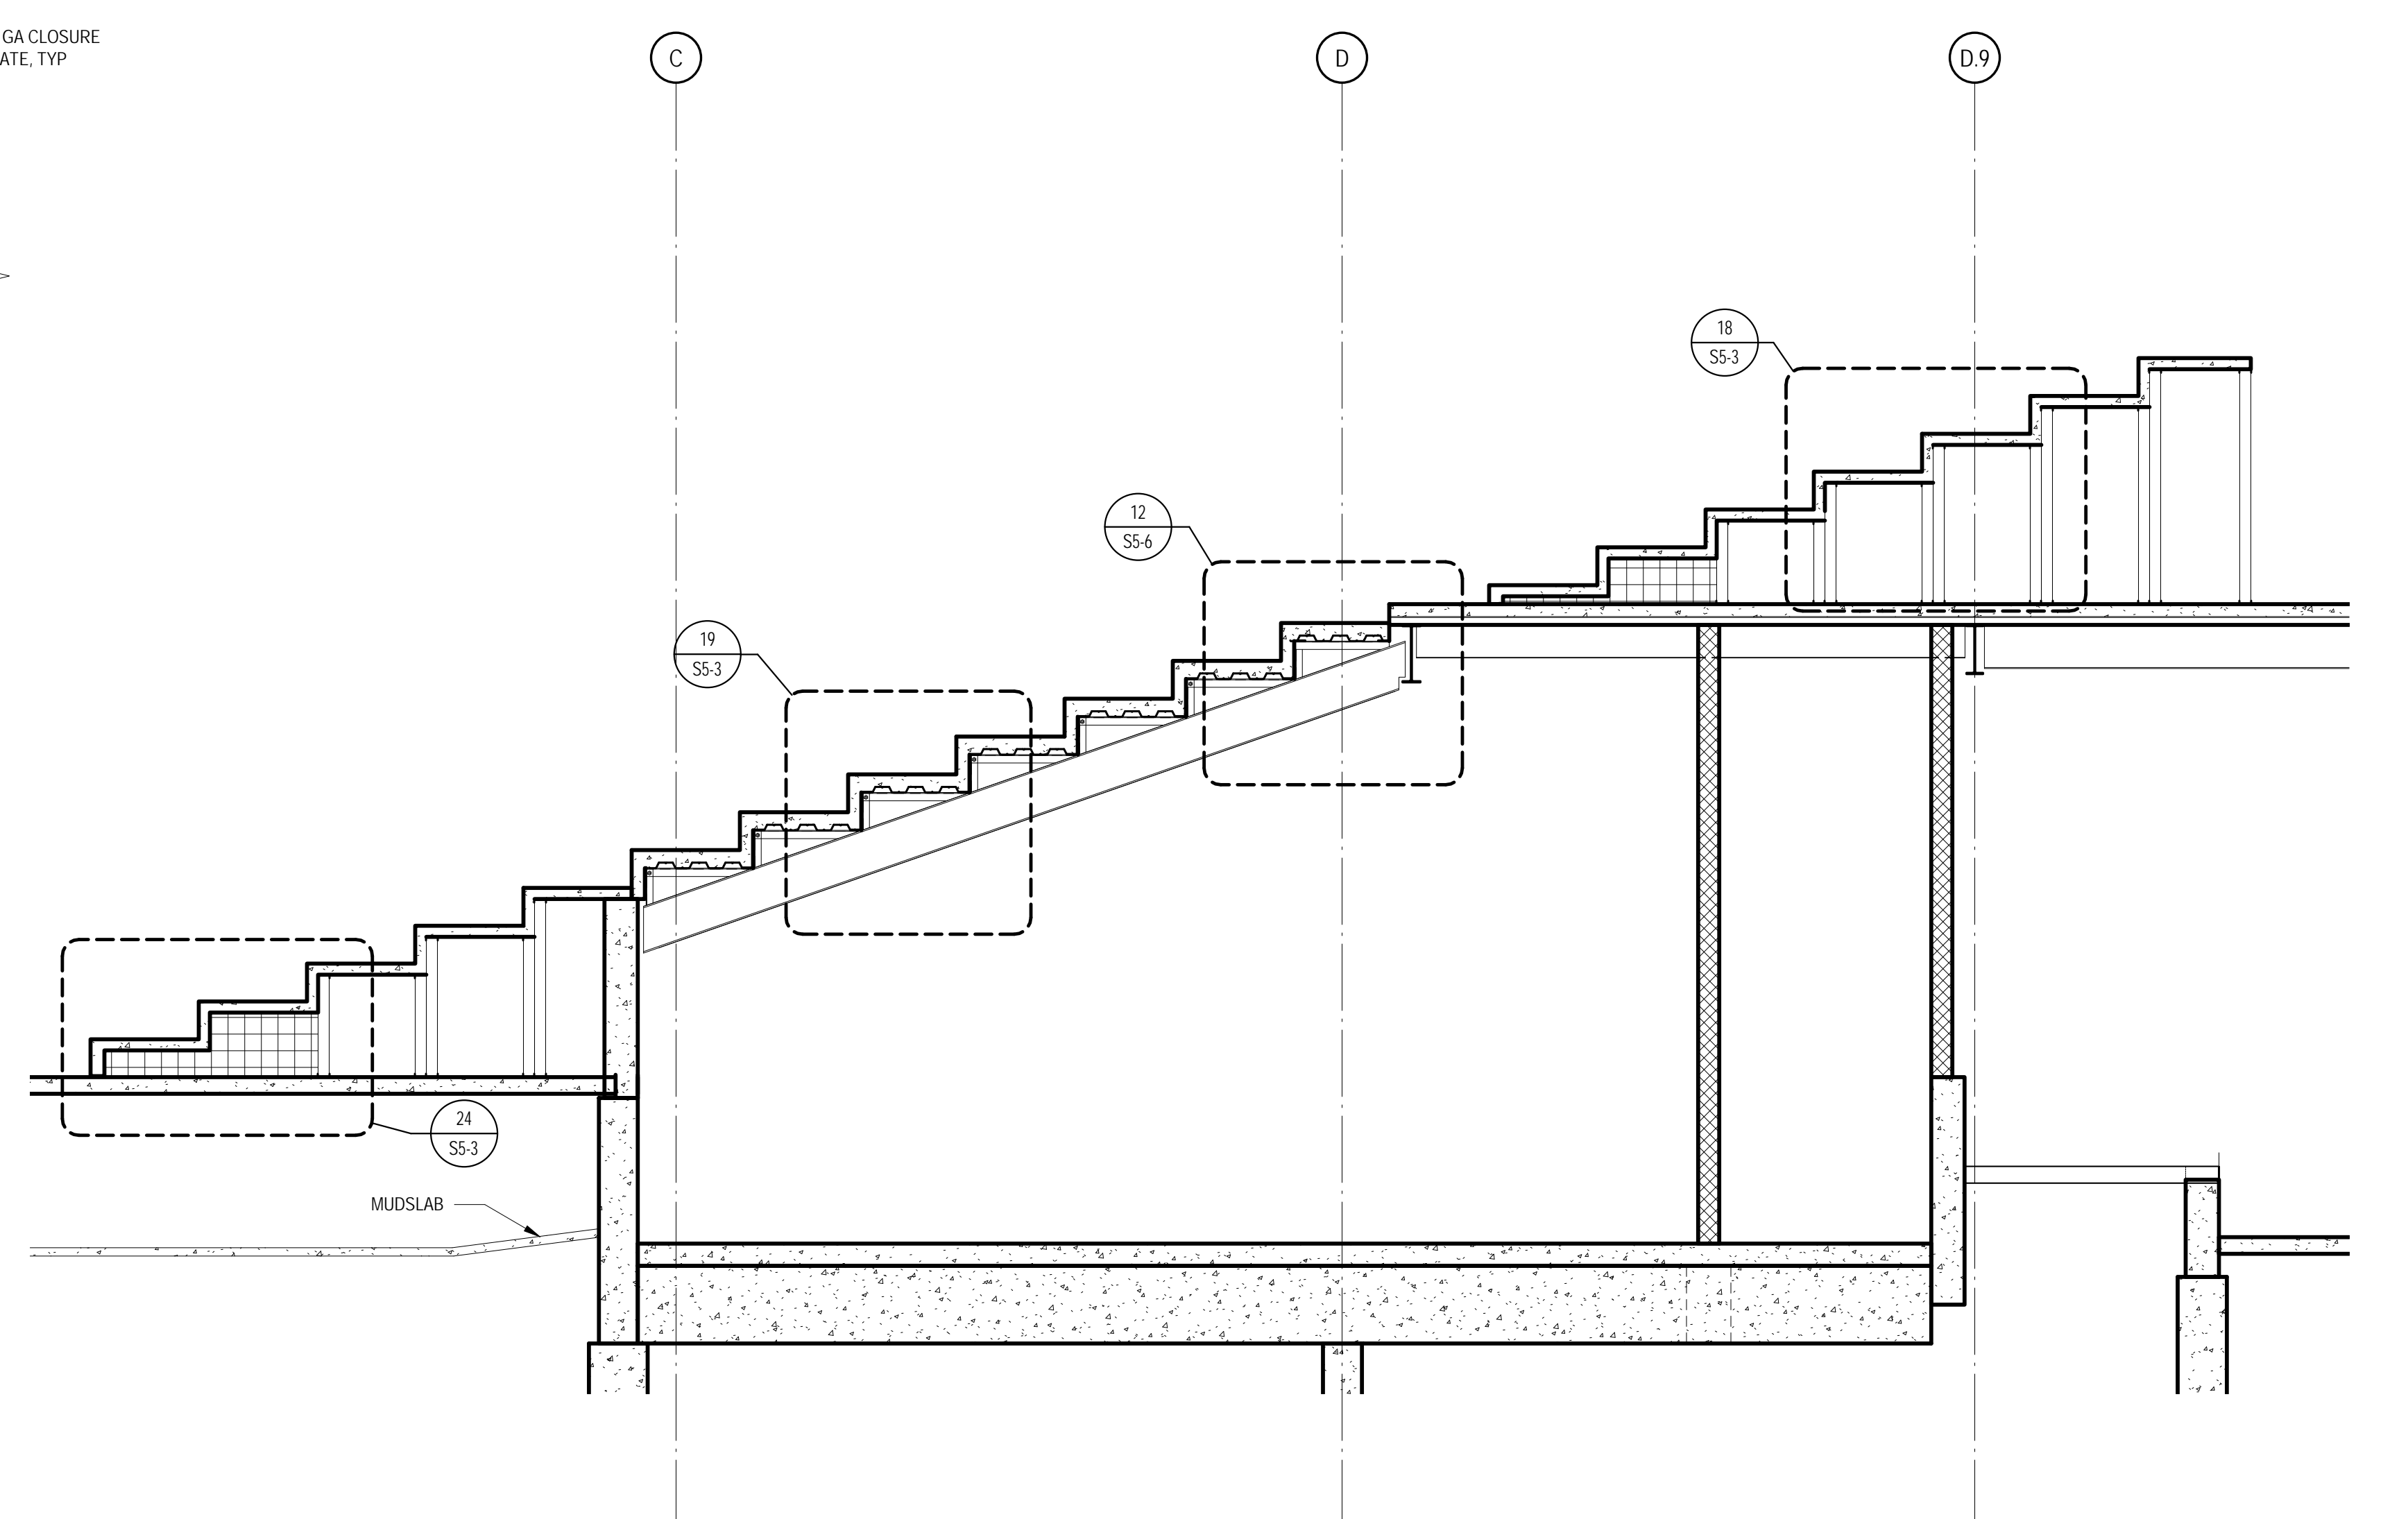 GA CLOSURE
ATE, TYP
C
D
D.9
18
S5-3
12
S5-6
19
S5-3
24
S5-3
MUDSLAB